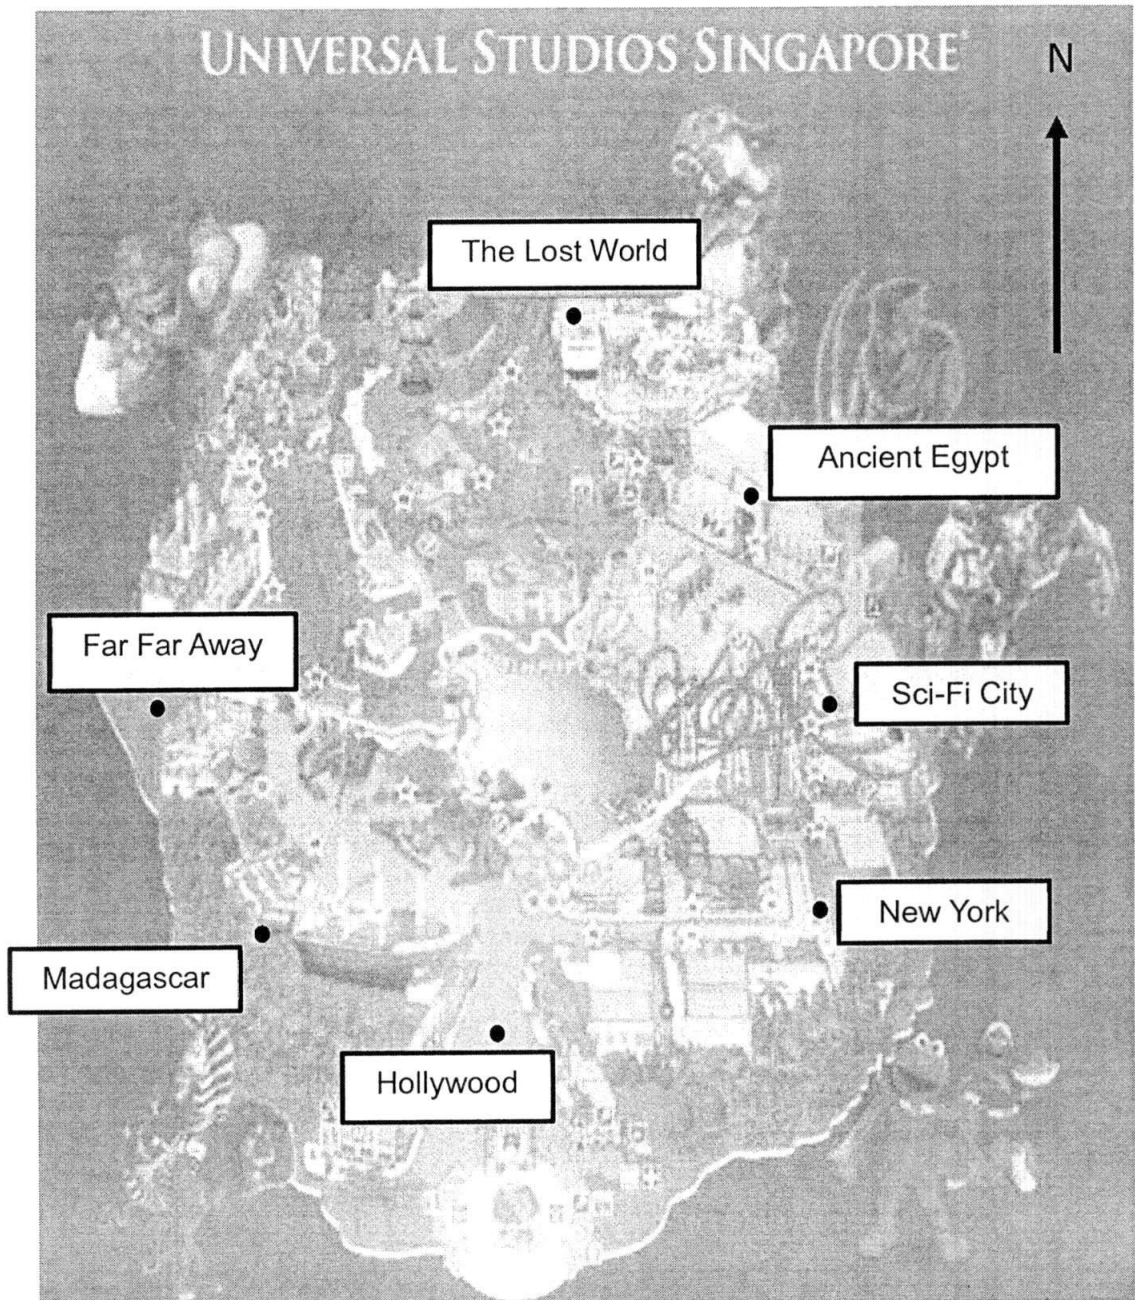 UNIVERSAL STUDIOS SINGAPORE
N
The Lost World
Ancient Egypt
Far Far Away
Sci-Fi City
New York
Madagascar
Hollywood